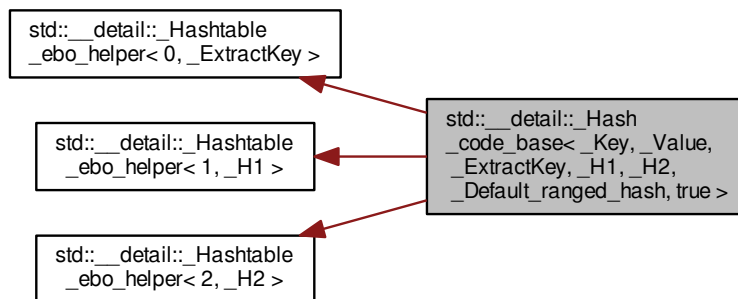 std::__detail::_Hashtable
_ebo_helper< 0, _ExtractKey >
std::__detail::_Hashtable
_ebo_helper< 1, _H1 >
std::__detail::_Hashtable
_ebo_helper< 2, _H2 >
std::__detail::_Hash
_code_base< _Key, _Value,
_ExtractKey, _H1, _H2,
_Default_ranged_hash, true >